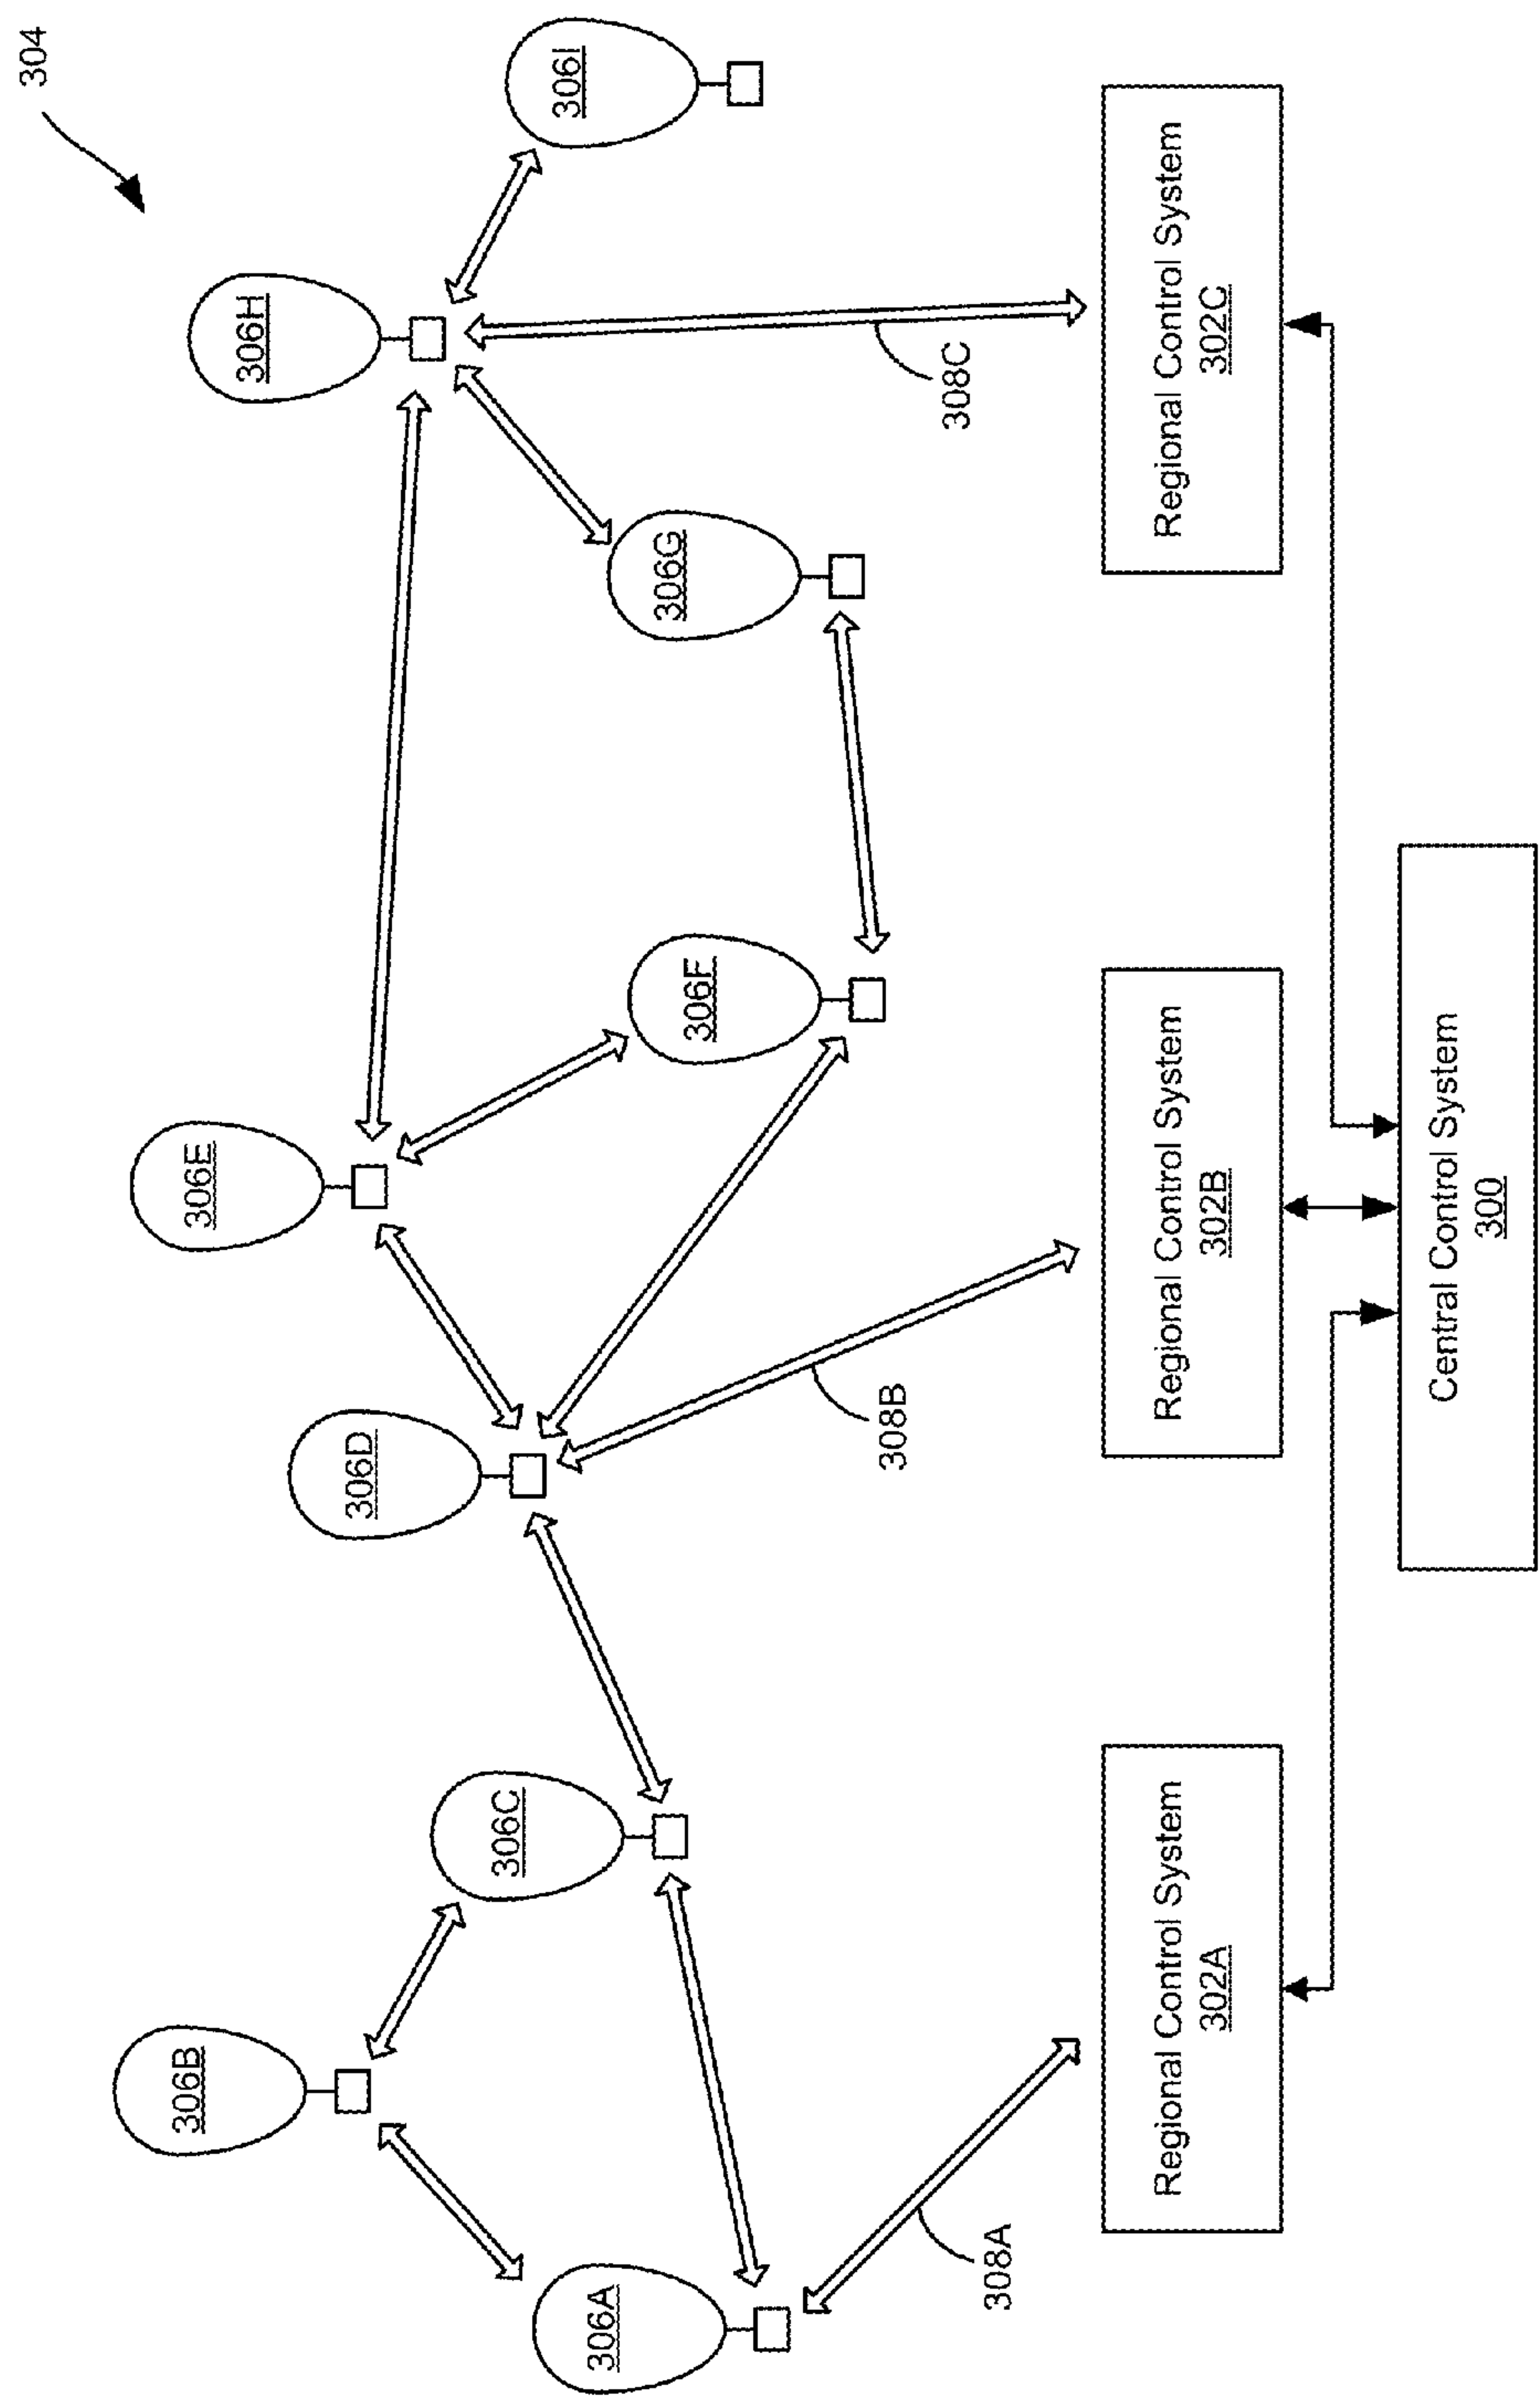 304
306B
306E
306H
306D
306C
306I
306A
306F
306G
308A
308B
308C
Regional Control System
302A
Regional Control System
302B
Regional Control System
302C
Central Control System
300